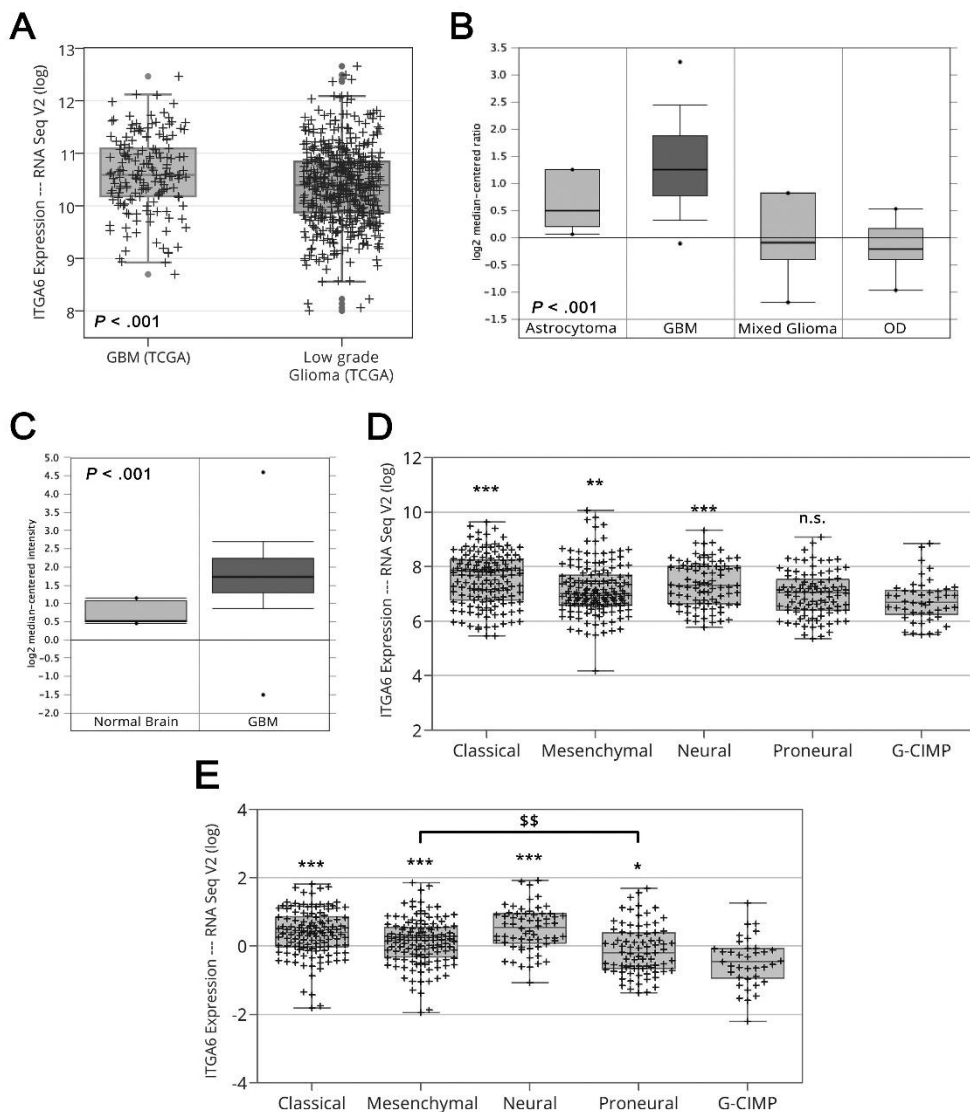 A
ITGA6 Expression --- RNA Seq V2 (log)
13
12
11
10
9
8
P < .001
GBM (TCGA)
Low grade
Glioma (TCGA)
B
log2 median-centered ratio
3.5
3.0
2.5
2.0
1.5
1.0
0.5
0.0
-0.5
-1.0
-1.5
P < .001
Astrocytoma
GBM
Mixed Glioma
OD
C
log2 median-centered intensity
5.0
4.5
4.0
3.5
3.0
2.5
2.0
1.5
1.0
0.5
0.0
-0.5
-1.0
-1.5
-2.0
P < .001
Normal Brain
GBM
D
ITGA6 Expression --- RNA Seq V2 (log)
12
10
8
6
4
2
***
**
***
n.s.
Classical
Mesenchymal
Neural
Proneural
G-CIMP
E
ITGA6 Expression --- RNA Seq V2 (log)
4
2
0
-2
-4
$$
***
***
***
*
Classical
Mesenchymal
Neural
Proneural
G-CIMP